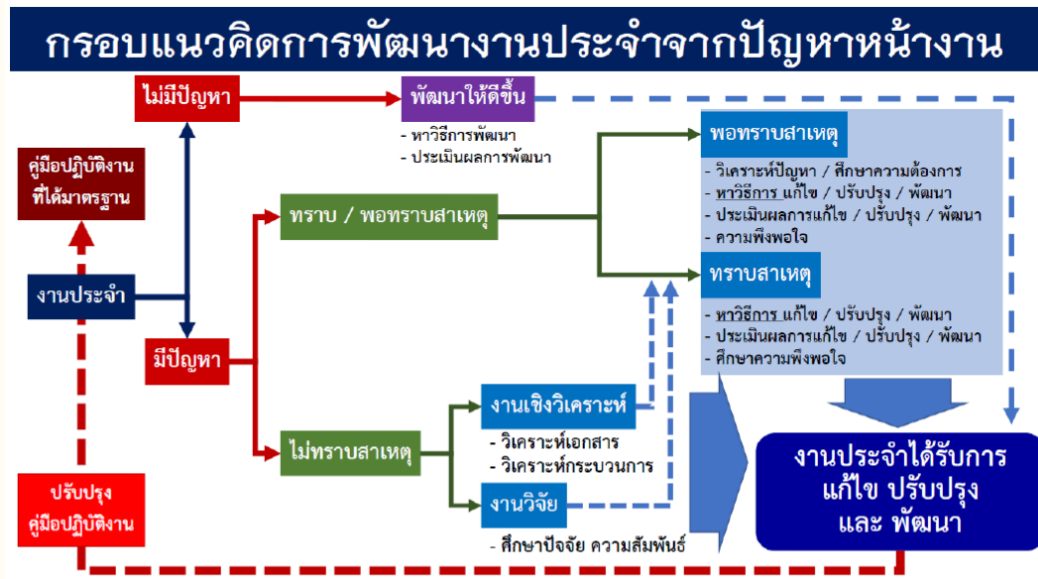 กรอบแนวคิดการพัฒนางานประจำจากปัญหาหน้างาน
ไม่มีปัญหา
พัฒนาให้ดีขึ้น
- หาวิธีการพัฒนา
- ประเมินผลการพัฒนา
คู่มือปฏิบัติงาน
ที่ได้มาตรฐาน
ทราบ / พอทราบสาเหตุ
พอทราบสาเหตุ
- วิเคราะห์ปัญหา / ศึกษาความต้องการ
- หาวิธีการ แก้ไข / ปรับปรุง / พัฒนา
- ประเมินผลการแก้ไข / ปรับปรุง / พัฒนา
- ความพึงพอใจ
งานประจำ
ทราบสาเหตุ
- หาวิธีการ แก้ไข / ปรับปรุง / พัฒนา
- ประเมินผลการแก้ไข / ปรับปรุง / พัฒนา
- ศึกษาความพึงพอใจ
มีปัญหา
งานเชิงวิเคราะห์
- วิเคราะห์เอกสาร
- วิเคราะห์กระบวนการ
ไม่ทราบสาเหตุ
งานวิจัย
- ศึกษาปัจจัย ความสัมพันธ์
งานประจำได้รับการ
แก้ไข ปรับปรุง
และ พัฒนา
ปรับปรุง
คู่มือปฏิบัติงาน